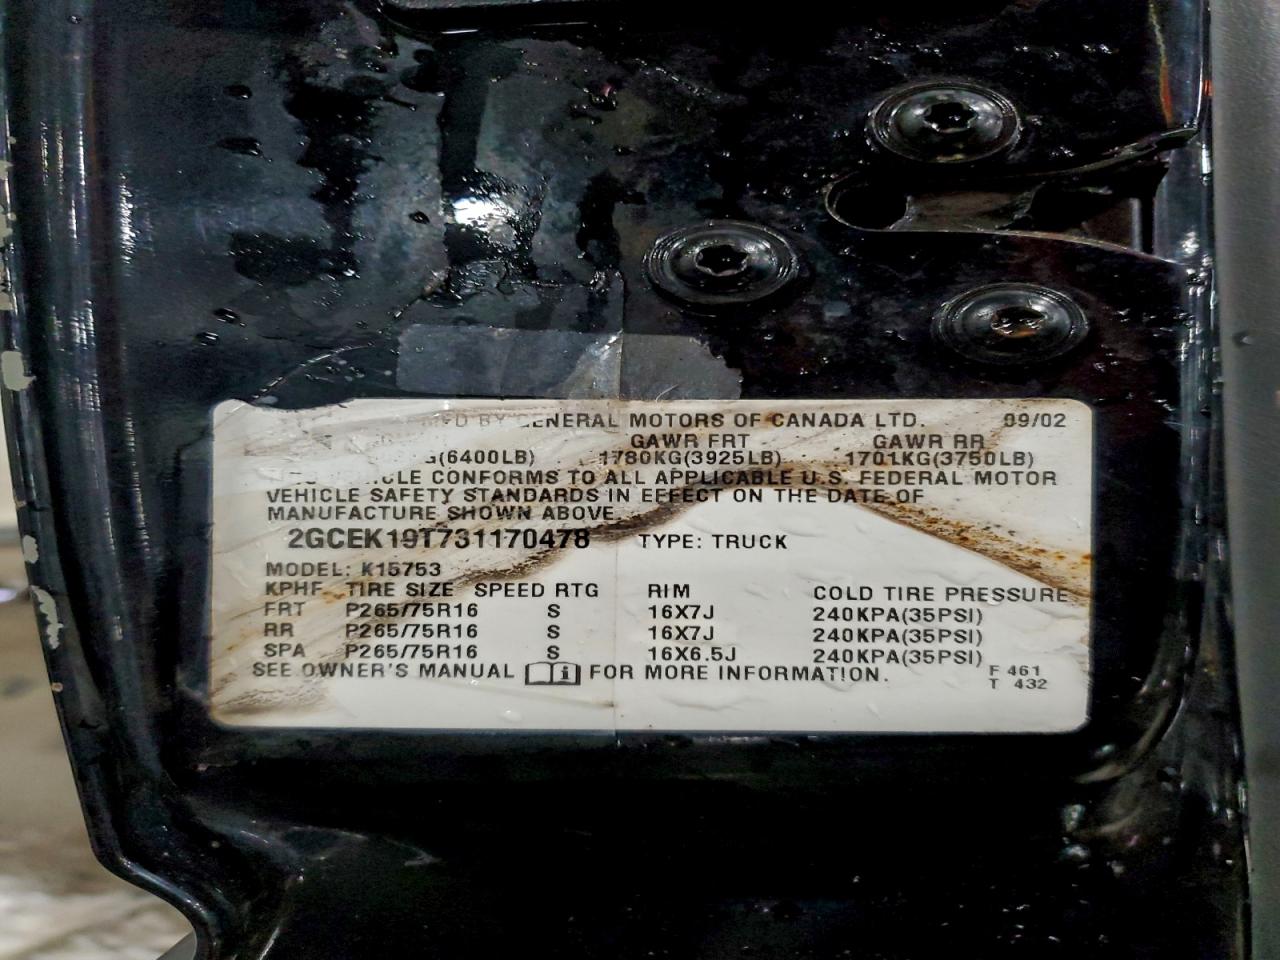 BY GENERAL MOTORS OF CANADA LTD. 09/02
GAWR FRT GAWR RR
(6400LB) 1780KG(3925LB) 1701KG(3750LB)
CONFORMS TO ALL APPLICABLE U.S. FEDERAL MOTOR
VEHICLE SAFETY STANDARDS IN EFFECT ON THE DATE OF
MANUFACTURE SHOWN ABOVE.
2GCEK19T731170478 TYPE: TRUCK
MODEL: K15753
KPHF TIRE SIZE SPEED RTG RIM COLD TIRE PRESSURE
FRT P265/75R16 S 16X7J 240KPA(35PSI)
RR P265/75R16 S 16X7J 240KPA(35PSI)
SPA P265/75R16 S 16X6.5J 240KPA(35PSI)
SEE OWNER'S MANUAL FOR MORE INFORMATION. F 461
T 432